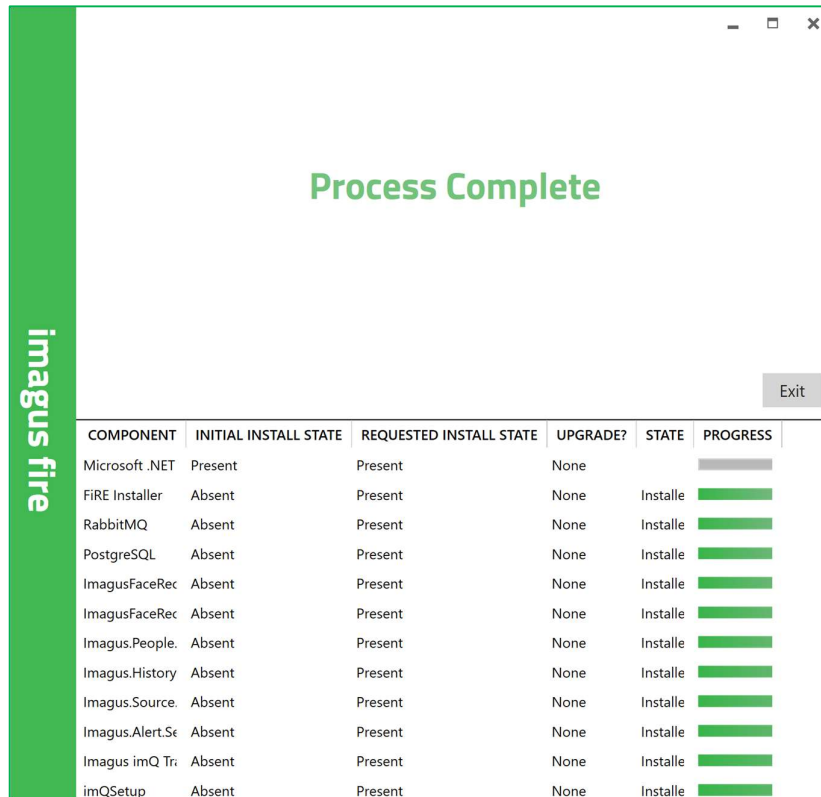 Process Complete
imagus fire
Exit
COMPONENT INITIAL INSTALL STATE REQUESTED INSTALL STATE UPGRADE? STATE PROGRESS
Microsoft .NET Present Present None
FiRE Installer Absent Present None Installe
RabbitMQ Absent Present None Installe
PostgreSQL Absent Present None Installe
ImagusFaceRec Absent Present None Installe
ImagusFaceRec Absent Present None Installe
Imagus.People. Absent Present None Installe
Imagus.History Absent Present None Installe
Imagus.Source. Absent Present None Installe
Imagus.Alert.Se Absent Present None Installe
Imagus imQ Tra Absent Present None Installe
imQSetup Absent Present None Installe